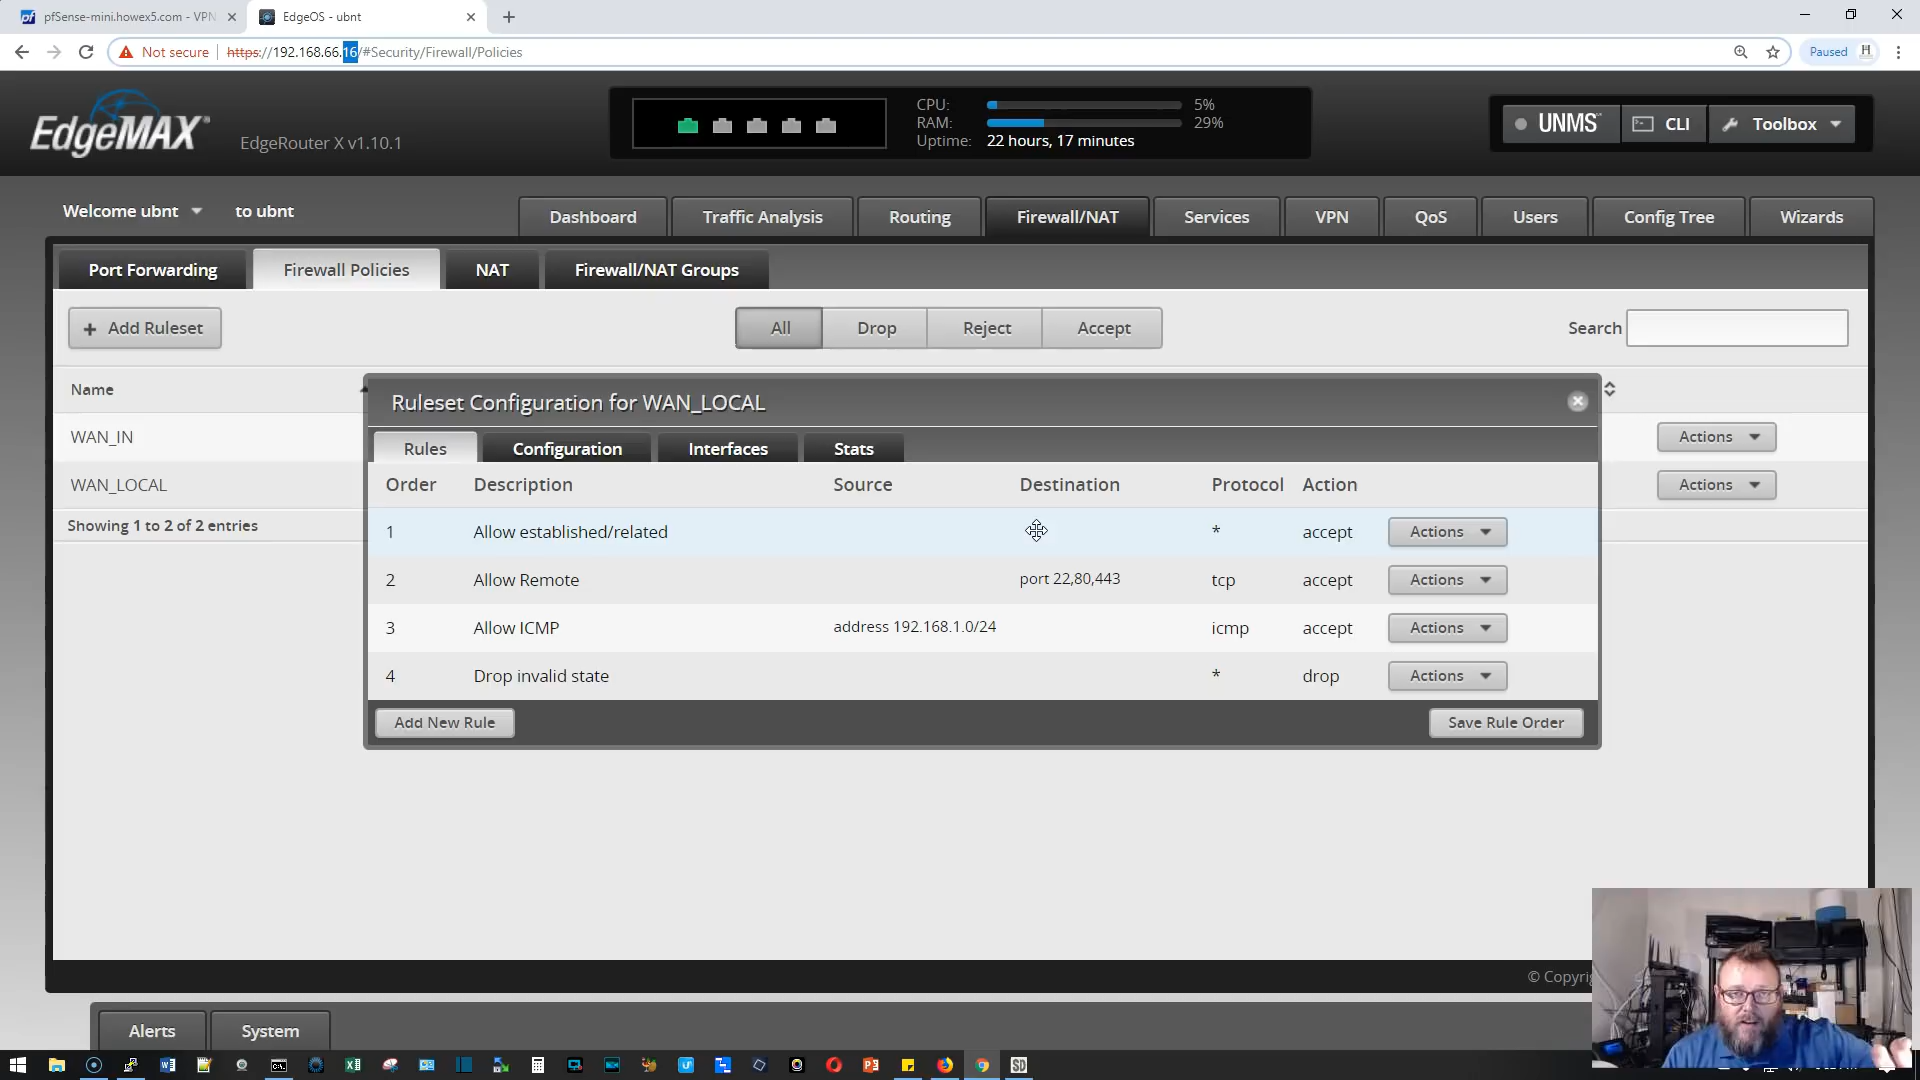 pfSense-mini.howex5.com - VPN
EdgeOS - ubnt
Not secure
https://192.168.66.16/#Security/Firewall/Policies
Paused
EdgeMAX
EdgeRouter X v1.10.1
CPU: 5%
RAM: 29%
Uptime: 22 hours, 17 minutes
UNMS
CLI
Toolbox
Welcome ubnt to ubnt
Dashboard
Traffic Analysis
Routing
Firewall/NAT
Services
VPN
QoS
Users
Config Tree
Wizards
Port Forwarding
Firewall Policies
NAT
Firewall/NAT Groups
+ Add Ruleset
All
Drop
Reject
Accept
Search
Name
WAN_IN
Actions
WAN_LOCAL
Actions
Showing 1 to 2 of 2 entries
Ruleset Configuration for WAN_LOCAL
Rules
Configuration
Interfaces
Stats
Order Description Source Destination Protocol Action
1 Allow established/related * accept Actions
2 Allow Remote port 22,80,443 tcp accept Actions
3 Allow ICMP address 192.168.1.0/24 icmp accept Actions
4 Drop invalid state * drop Actions
Add New Rule
Save Rule Order
Alerts
System